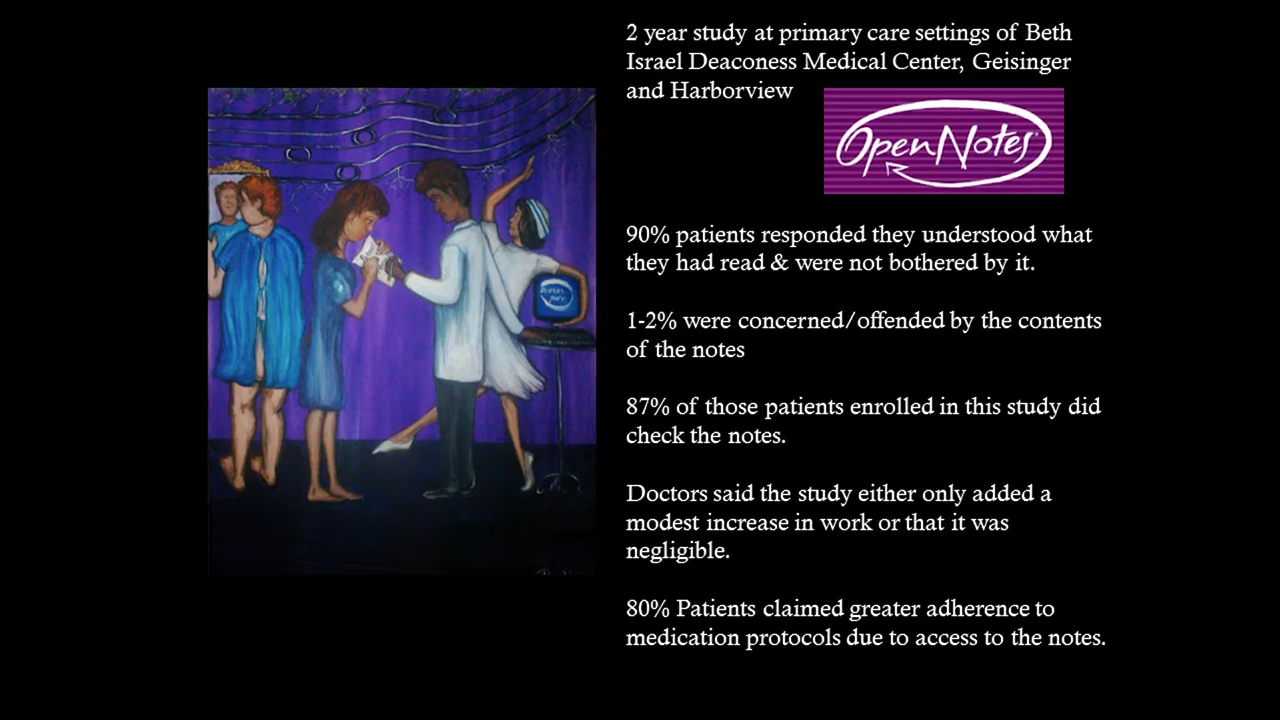 2 year study at primary care settings of Beth
Israel Deaconess Medical Center, Geisinger
and Harborview
OpenNotes
90% patients responded they understood what
they had read & were not bothered by it.
1-2% were concerned/offended by the contents
of the notes
87% of those patients enrolled in this study did
check the notes.
Doctors said the study either only added a
modest increase in work or that it was
negligible.
80% Patients claimed greater adherence to
medication protocols due to access to the notes.